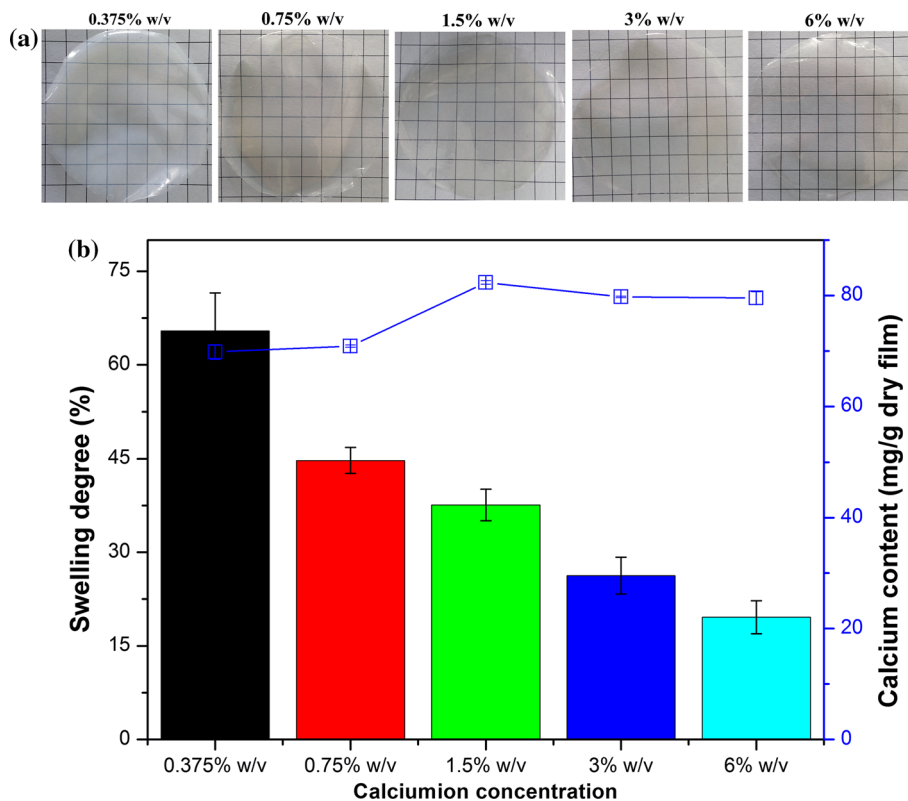 0.375% w/v 0.75% w/v 1.5% w/v 3% w/v 6% w/v
(a)
(b)
75
60
45
30
15
0
Swelling degree (%)
80
60
40
20
0
Calcium content (mg/g dry film)
0.375% w/v 0.75% w/v 1.5% w/v 3% w/v 6% w/v
Calciumion concentration